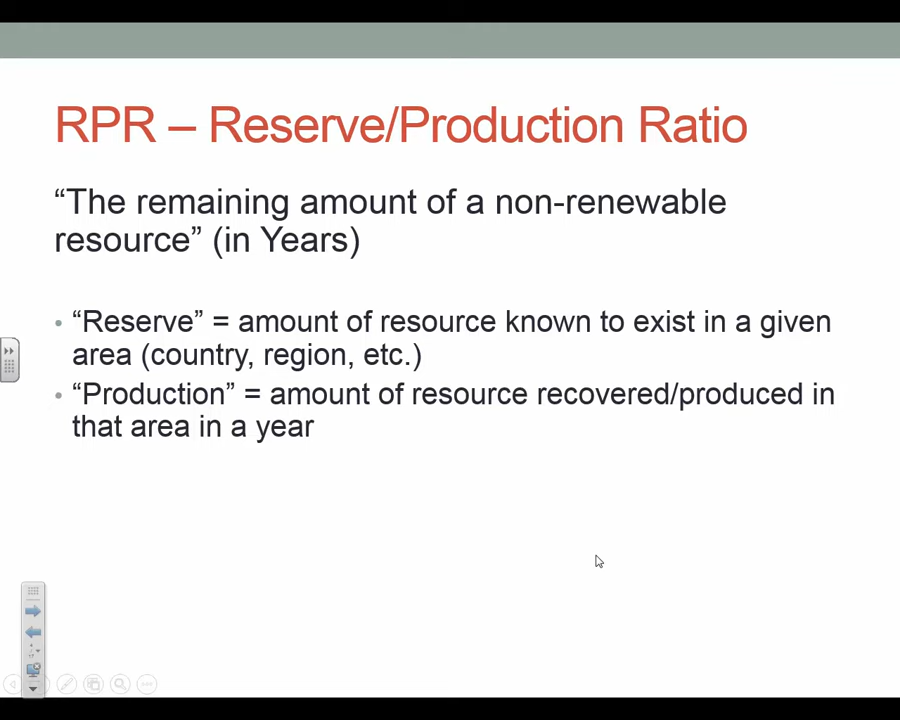 RPR – Reserve/Production Ratio
“The remaining amount of a non-renewable
resource” (in Years)
• “Reserve” = amount of resource known to exist in a given
area (country, region, etc.)
• “Production” = amount of resource recovered/produced in
that area in a year